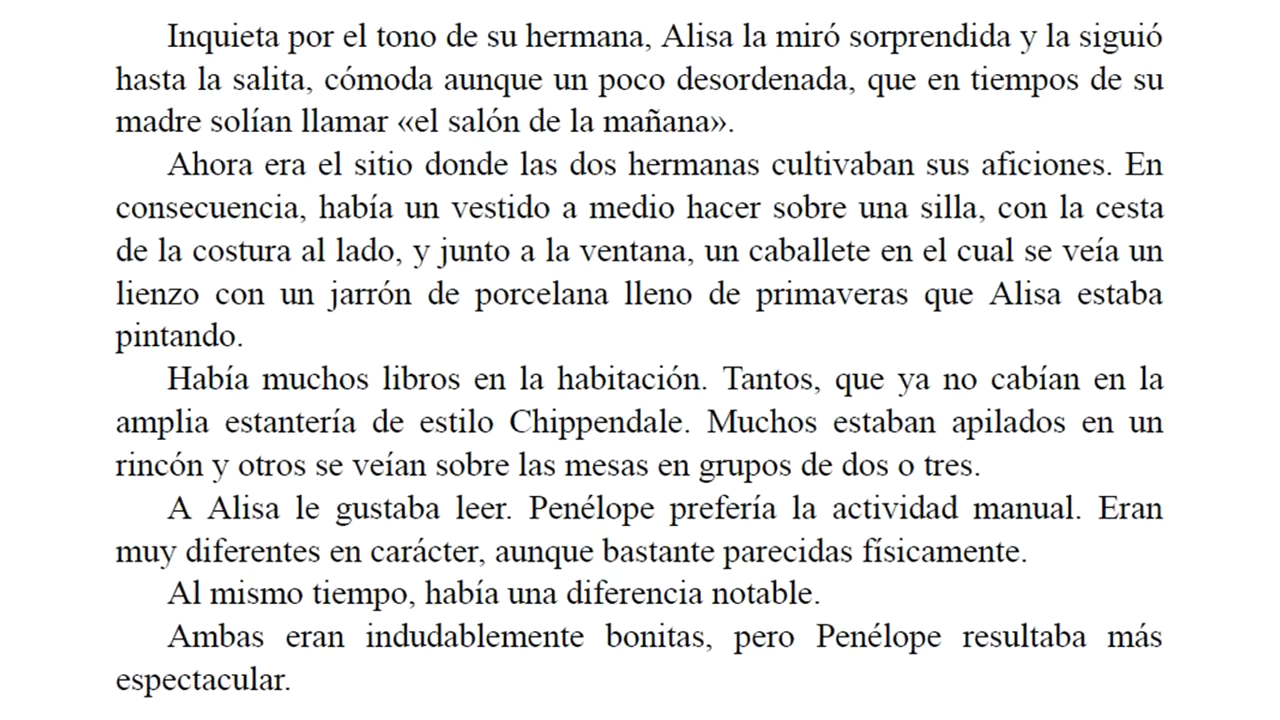 Inquieta por el tono de su hermana, Alisa la miró sorprendida y la siguió
hasta la salita, cómoda aunque un poco desordenada, que en tiempos de su
madre solían llamar «el salón de la mañana».
Ahora era el sitio donde las dos hermanas cultivaban sus aficiones. En
consecuencia, había un vestido a medio hacer sobre una silla, con la cesta
de la costura al lado, y junto a la ventana, un caballete en el cual se veía un
lienzo con un jarrón de porcelana lleno de primaveras que Alisa estaba
pintando.
Había muchos libros en la habitación. Tantos, que ya no cabían en la
amplia estantería de estilo Chippendale. Muchos estaban apilados en un
rincón y otros se veían sobre las mesas en grupos de dos o tres.
A Alisa le gustaba leer. Penélope prefería la actividad manual. Eran
muy diferentes en carácter, aunque bastante parecidas físicamente.
Al mismo tiempo, había una diferencia notable.
Ambas eran indudablemente bonitas, pero Penélope resultaba más
espectacular.